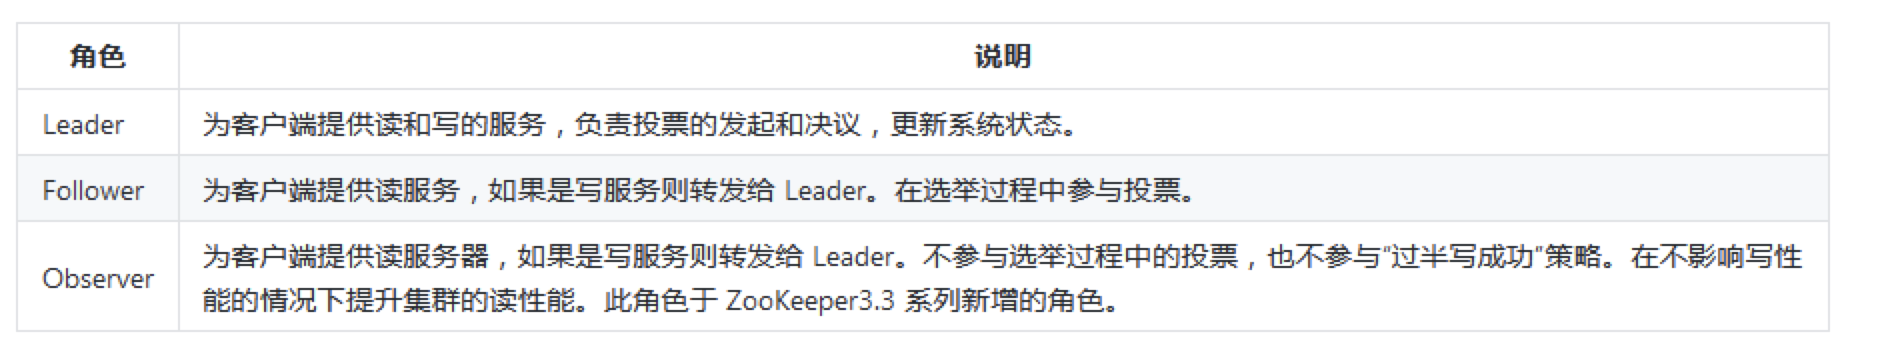 角色 说明
Leader 为客户端提供读和写的服务，负责投票的发起和决议，更新系统状态。
Follower 为客户端提供读服务，如果是写服务则转发给 Leader。在选举过程中参与投票。
为客户端提供读服务器，如果是写服务则转发给 Leader。不参与选举过程中的投票，也不参与“过半写成功”策略。在不影响写性
Observer
能的情况下提升集群的读性能。此角色于 ZooKeeper3.3 系列新增的角色。